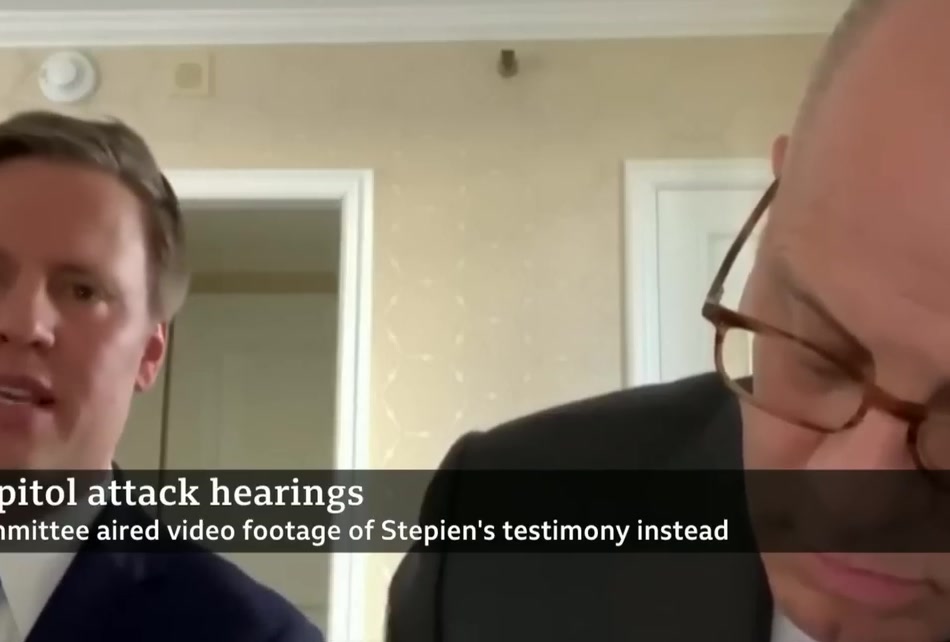 pitol attack hearings
mmittee aired video footage of Stepien's testimony instead